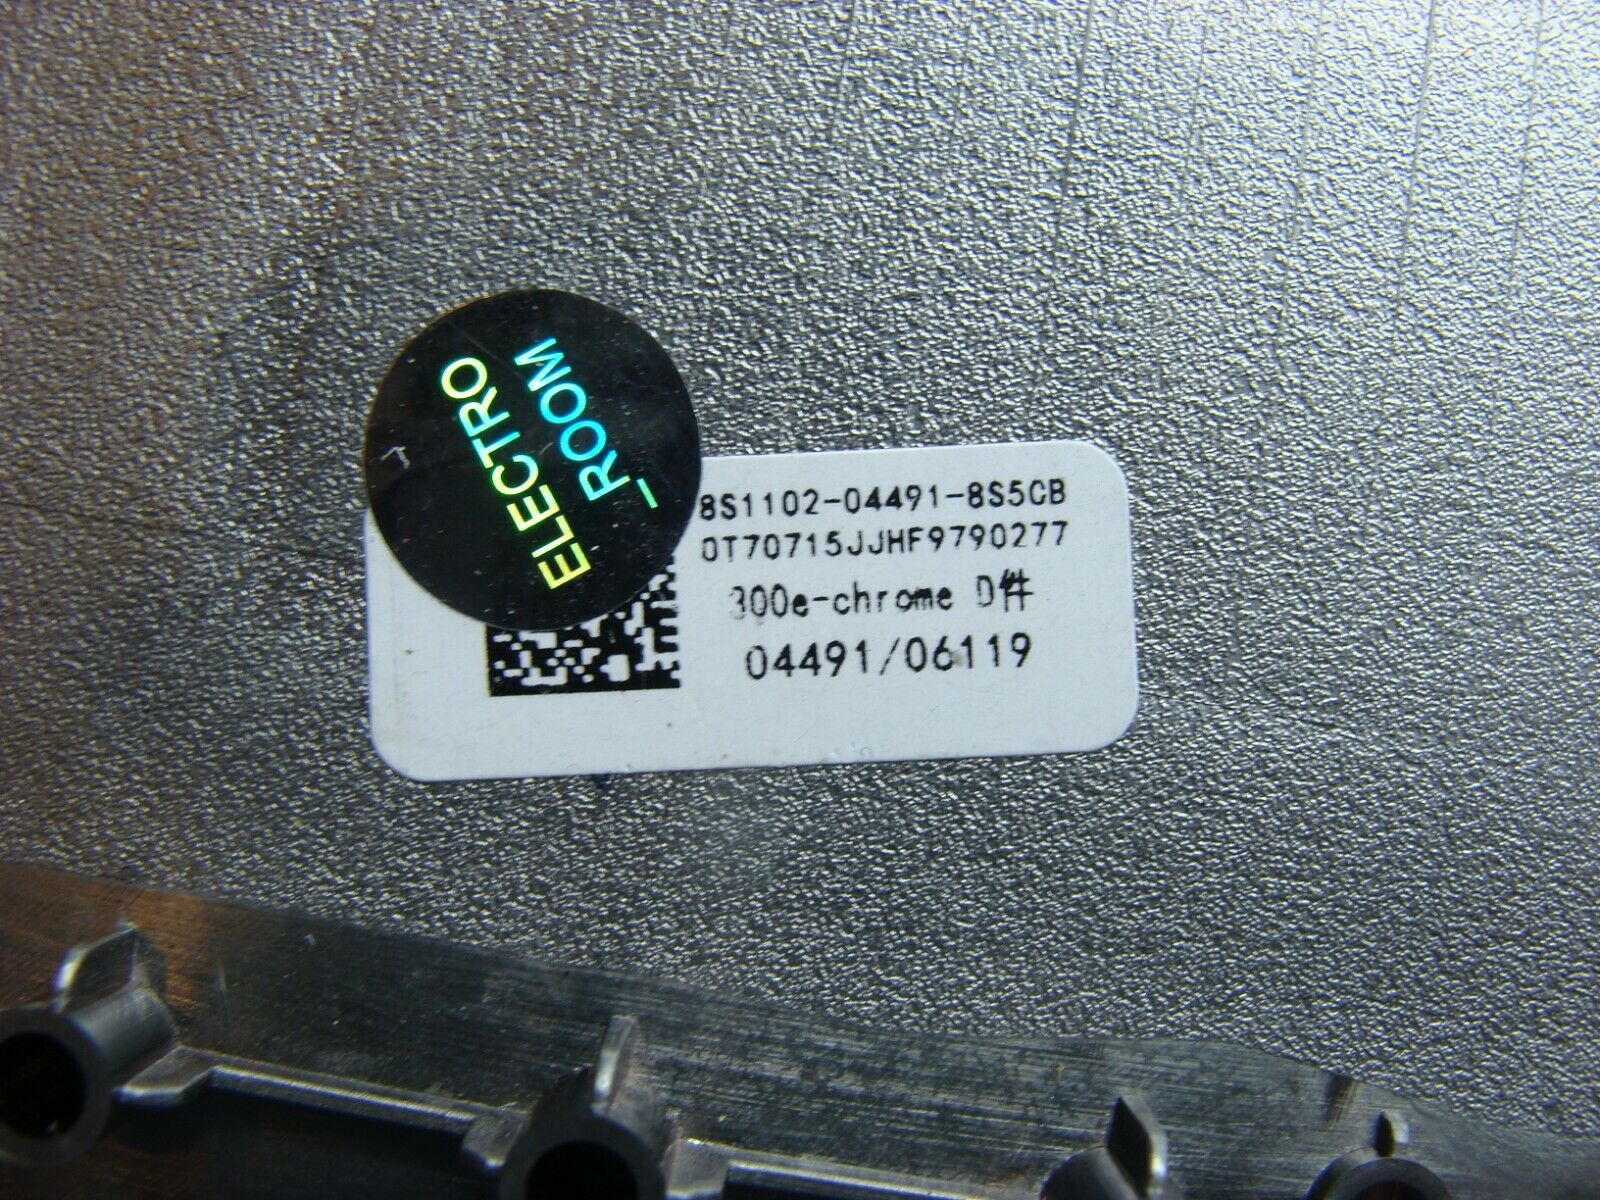 ELECTRO
_ROOM
8S1102-04491-8S5CB
0T70715JJHF9790277
300e-chrome D件
04491/06119